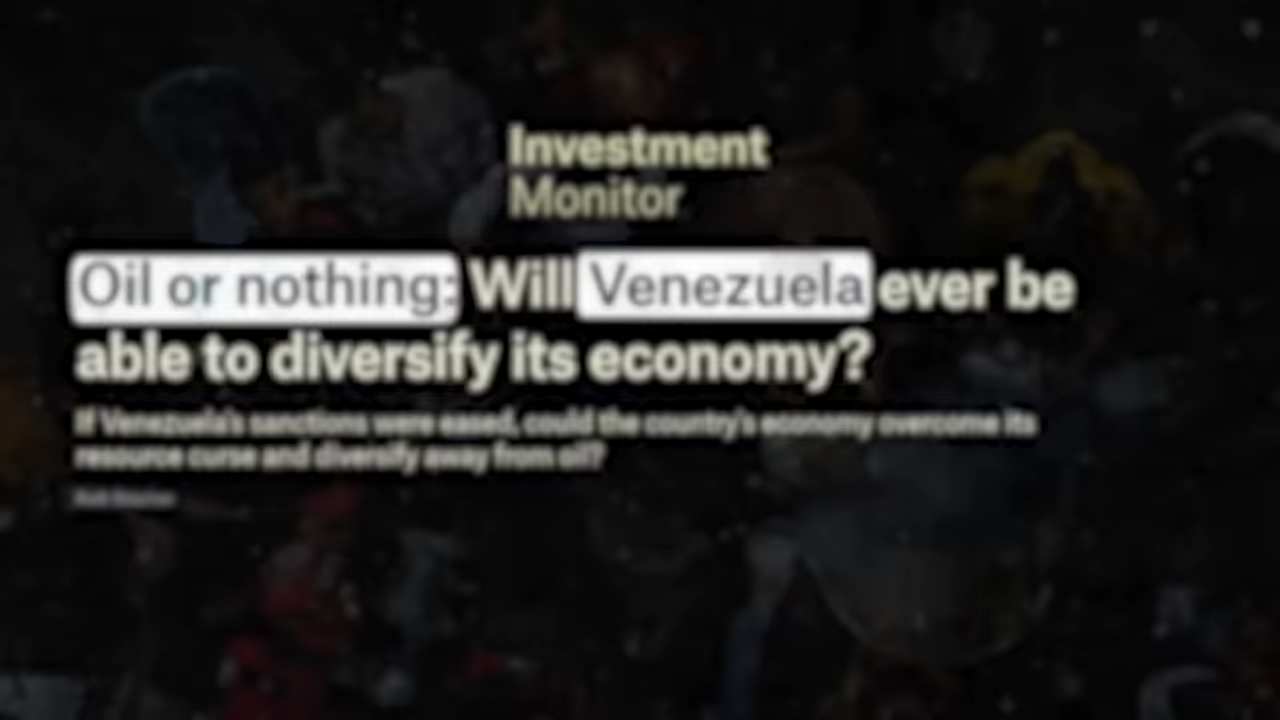 Investment
Monitor
Oil or nothing: Will Venezuela ever be
able to diversify its economy?
If Venezuela's sanctions were eased, could the country's economy overcome its
resource curse and diversify away from oil?